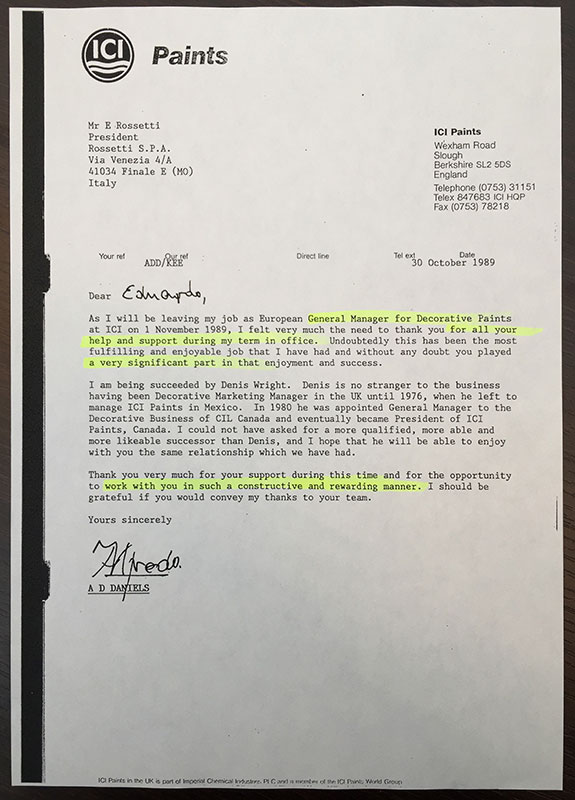 ICI Paints
Mr E Rossetti
President
Rossetti S.P.A.
Via Venezia 4/A
41034 Finale E (MO)
Italy
ICI Paints
Wexham Road
Slough
Berkshire SL2 5DS
England
Telephone (0753) 31151
Telex 847683 ICI HQP
Fax (0753) 78218
Your ref Our ref Direct line Tel ext Date
ADD/KEE 30 October 1989
Dear Eduardo,
As I will be leaving my job as European General Manager for Decorative Paints
at ICI on 1 November 1989, I felt very much the need to thank you for all your
help and support during my term in office. Undoubtedly this has been the most
fulfilling and enjoyable job that I have had and without any doubt you played
a very significant part in that enjoyment and success.
I am being succeeded by Denis Wright. Denis is no stranger to the business
having been Decorative Marketing Manager in the UK until 1976, when he left to
manage ICI Paints in Mexico. In 1980 he was appointed General Manager to the
Decorative Business of CIL Canada and eventually became President of ICI
Paints, Canada. I could not have asked for a more qualified, more able and
more likeable successor than Denis, and I hope that he will be able to enjoy
with you the same relationship which we have had.
Thank you very much for your support during this time and for the opportunity
to work with you in such a constructive and rewarding manner. I should be
grateful if you would convey my thanks to your team.
Yours sincerely
Alfredo.
A D DANIELS
ICI Paints in the UK is part of Imperial Chemical Industries PLC and a member of the ICI Paints World Group